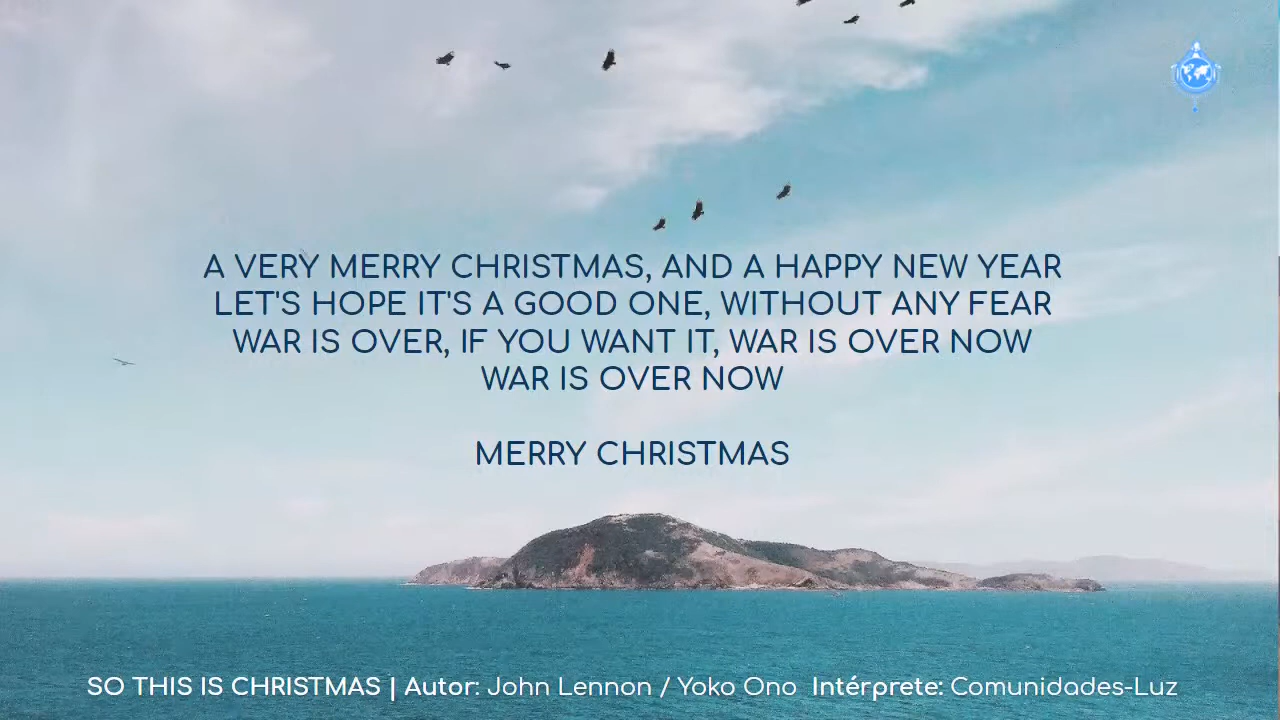 A VERY MERRY CHRISTMAS, AND A HAPPY NEW YEAR
LET'S HOPE IT'S A GOOD ONE, WITHOUT ANY FEAR
WAR IS OVER, IF YOU WANT IT, WAR IS OVER NOW
WAR IS OVER NOW
MERRY CHRISTMAS
SO THIS IS CHRISTMAS | Autor: John Lennon / Yoko Ono Intérprete: Comunidades-Luz